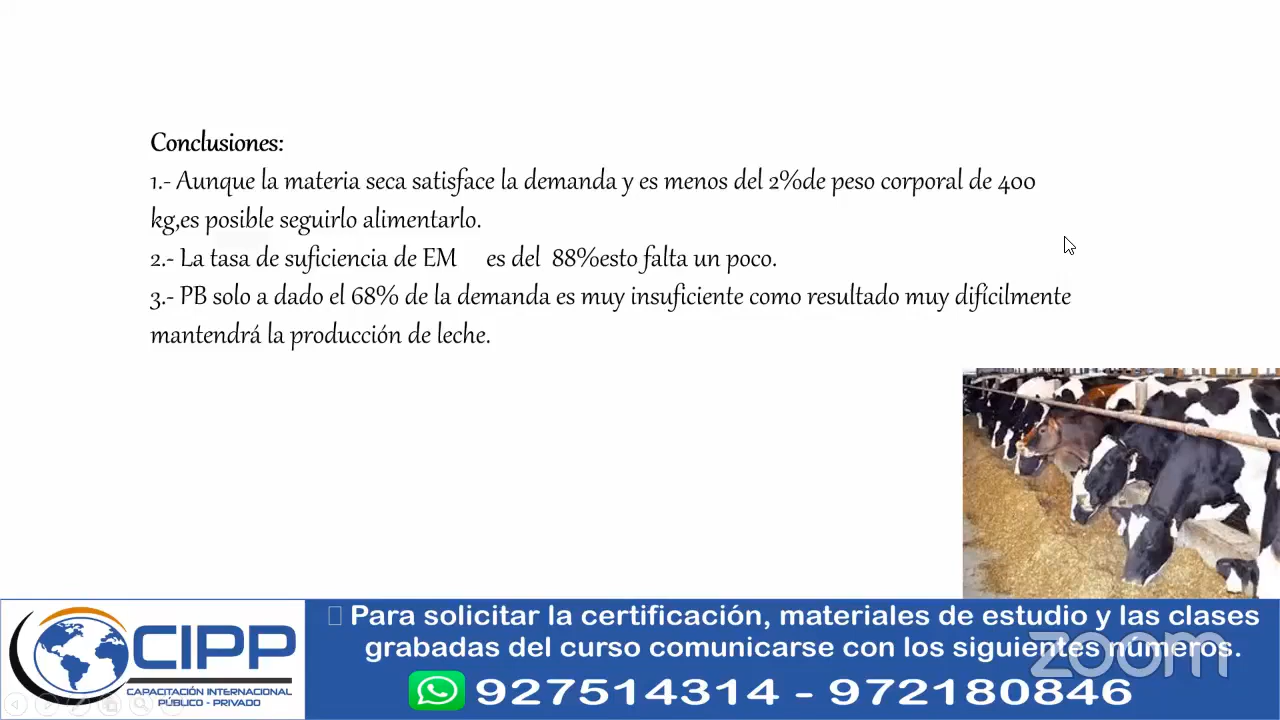 Conclusiones:
1.- Aunque la materia seca satisface la demanda y es menos del 2%de peso corporal de 400
kg,es posible seguirlo alimentarlo.
2.- La tasa de suficiencia de EM es del 88%esto falta un poco.
3.- PB solo a dado el 68% de la demanda es muy insuficiente como resultado muy difícilmente
mantendrá la producción de leche.
CIPP
CAPACITACIÓN INTERNACIONAL
PÚBLICO - PRIVADO
Para solicitar la certificación, materiales de estudio y las clases
grabadas del curso comunicarse con los siguientes números.
927514314 - 972180846
zoom